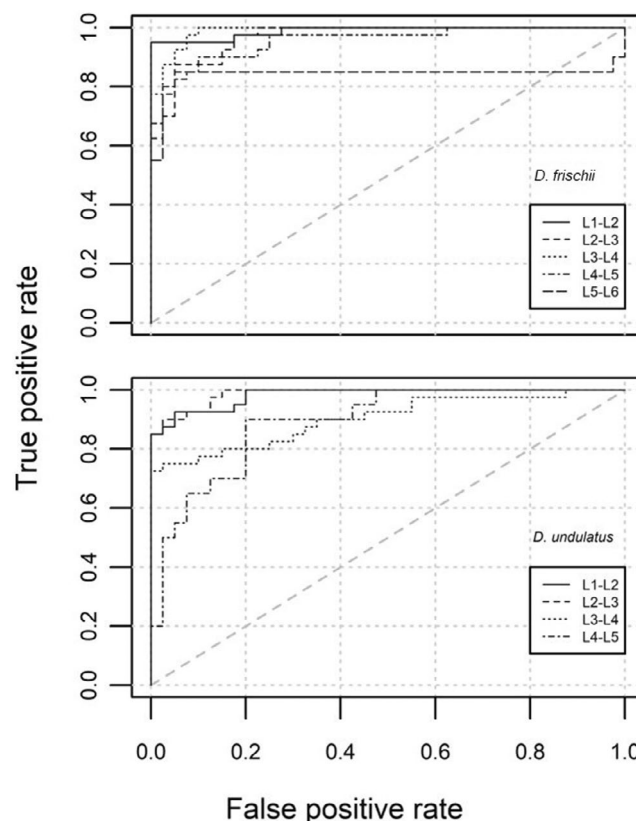 True positive rate
1.0
0.8
0.6
0.4
0.2
0.0
D. frischii
L1-L2
L2-L3
L3-L4
L4-L5
L5-L6
1.0
0.8
0.6
0.4
0.2
0.0
D. undulatus
L1-L2
L2-L3
L3-L4
L4-L5
0.0 0.2 0.4 0.6 0.8 1.0
False positive rate